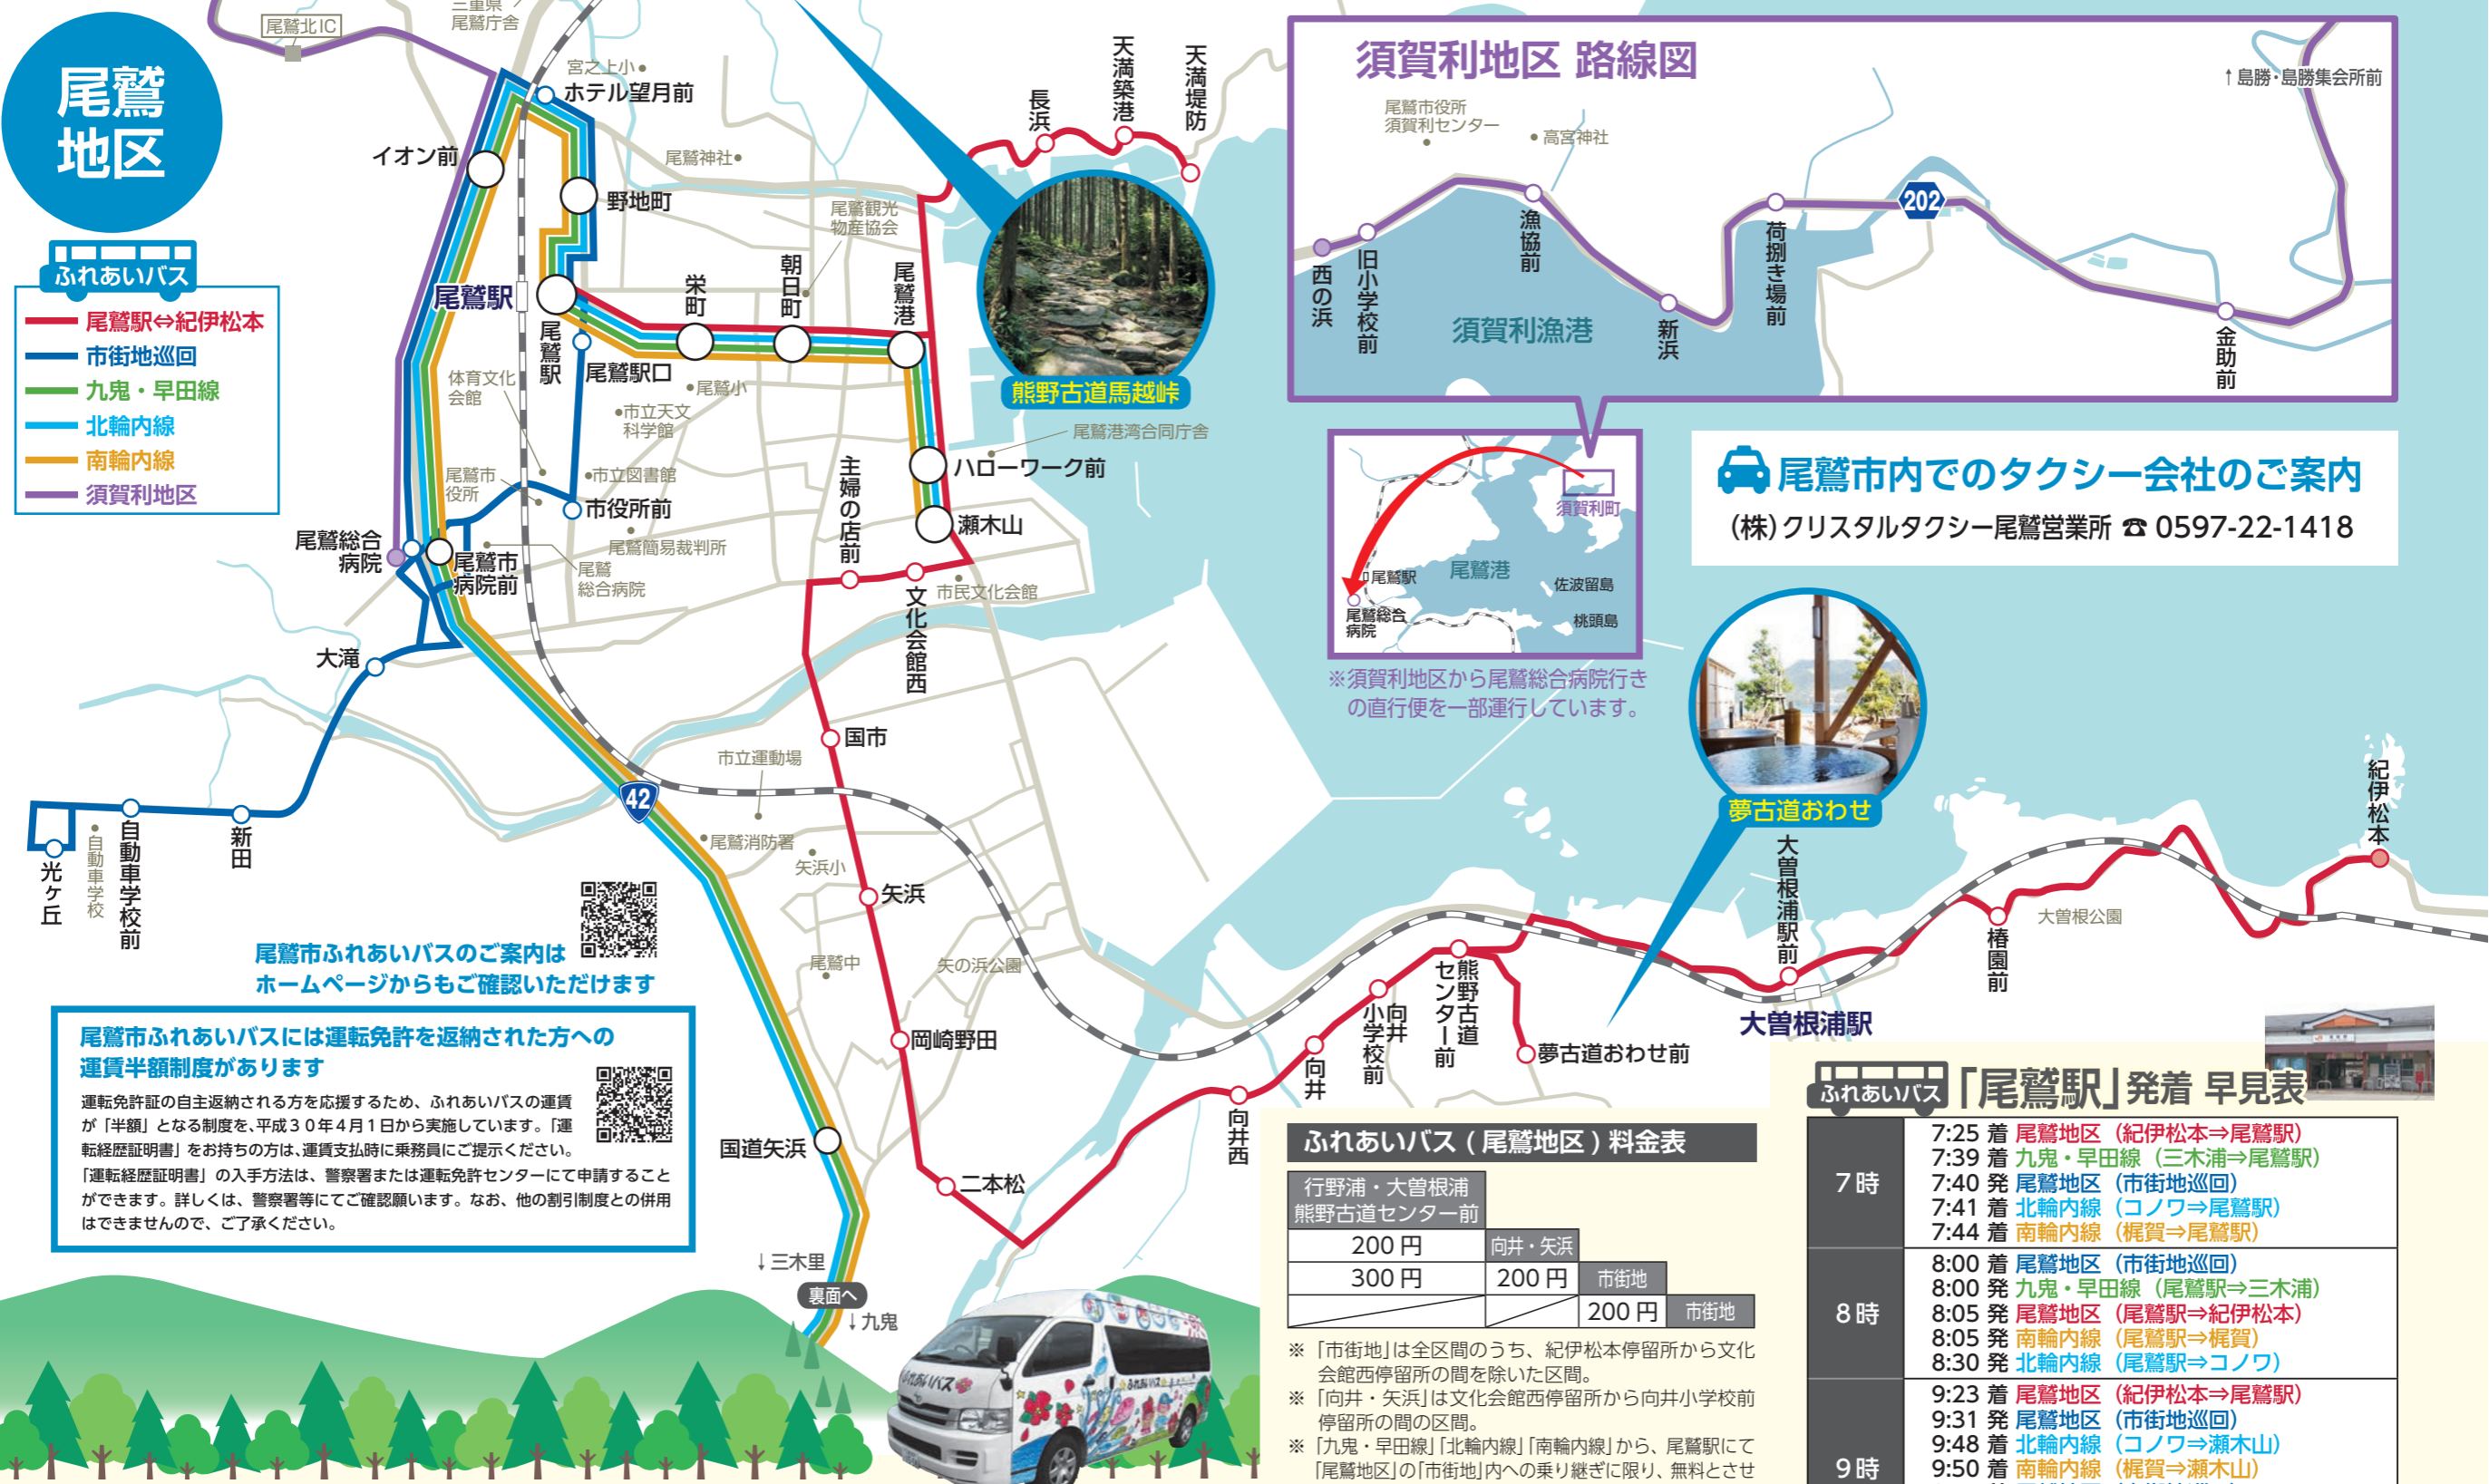 三重県
尾鷲庁舎
尾鷲北IC
尾鷲
地区
ふれあいバス
尾鷲駅⇔紀伊松本
市街地巡回
九鬼・早田線
北輪内線
南輪内線
須賀利地区
宮之上小
ホテル望月前
イオン前
尾鷲神社
野地町
尾鷲観光
物産協会
長浜
天満築港
天満堤防
尾鷲駅
尾鷲駅
栄町
朝日町
尾鷲港
尾鷲駅口
尾鷲小
体育文化
会館
市立天文
科学館
熊野古道馬越峠
尾鷲港湾合同庁舎
ハローワーク前
主婦の店前
尾鷲市
役所
市立図書館
市役所前
瀬木山
尾鷲簡易裁判所
尾鷲総合
病院
尾鷲市
病院前
尾鷲
総合病院
文化会館西
市民文化会館
大滝
国市
市立運動場
42
尾鷲消防署
矢浜小
矢浜
光ヶ丘
自動車学校
自動車学校前
新田
尾鷲中
矢の浜公園
岡崎野田
国道矢浜
二本松
↓三木里
裏面へ
↓九鬼
向井西
向井
向井
小学校前
熊野古道
センター前
夢古道おわせ前
夢古道おわせ
大曽根浦駅前
大曽根浦駅
椿園前
大曽根公園
紀伊松本
須賀利地区 路線図
↑島勝・島勝集会所前
尾鷲市役所
須賀利センター
高宮神社
202
西の浜
旧小学校前
漁協前
新浜
荷捌き場前
金助前
須賀利漁港
須賀利町
尾鷲駅
尾鷲港
佐波留島
桃頭島
尾鷲総合
病院
※須賀利地区から尾鷲総合病院行き
の直行便を一部運行しています。
尾鷲市内でのタクシー会社のご案内
(株)クリスタルタクシー尾鷲営業所 ☎ 0597-22-1418
尾鷲市ふれあいバスのご案内は
ホームページからもご確認いただけます
尾鷲市ふれあいバスには運転免許を返納された方への
運賃半額制度があります
運転免許証の自主返納される方を応援するため、ふれあいバスの運賃
が「半額」となる制度を、平成30年4月1日から実施しています。「運
転経歴証明書」をお持ちの方は、運賃支払時に乗務員にご提示ください。
「運転経歴証明書」の入手方法は、警察署または運転免許センターにて申請すること
ができます。詳しくは、警察署等にてご確認願います。なお、他の割引制度との併用
はできませんので、ご了承ください。
ふれあいバス
ふれあいバス
ふれあいバス(尾鷲地区)料金表
行野浦・大曽根浦
熊野古道センター前
200円 向井・矢浜
300円 200円 市街地
200円 市街地
※「市街地」は全区間のうち、紀伊松本停留所から文化
会館西停留所の間を除いた区間。
※「向井・矢浜」は文化会館西停留所から向井小学校前
停留所の間の区間。
※「九鬼・早田線」「北輪内線」「南輪内線」から、尾鷲駅にて
「尾鷲地区」の「市街地」内への乗り継ぎに限り、無料とさせ
ふれあいバス「尾鷲駅」発着 早見表
7時
7:25 着 尾鷲地区(紀伊松本⇒尾鷲駅)
7:39 着 九鬼・早田線(三木浦⇒尾鷲駅)
7:40 発 尾鷲地区(市街地巡回)
7:41 着 北輪内線(コノワ⇒尾鷲駅)
7:44 着 南輪内線(梶賀⇒尾鷲駅)
8時
8:00 着 尾鷲地区(市街地巡回)
8:00 発 九鬼・早田線(尾鷲駅⇒三木浦)
8:05 発 尾鷲地区(尾鷲駅⇒紀伊松本)
8:05 発 南輪内線(尾鷲駅⇒梶賀)
8:30 発 北輪内線(尾鷲駅⇒コノワ)
9時
9:23 着 尾鷲地区(紀伊松本⇒尾鷲駅)
9:31 発 尾鷲地区(市街地巡回)
9:48 着 北輪内線(コノワ⇒瀬木山)
9:50 着 南輪内線(梶賀⇒瀬木山)